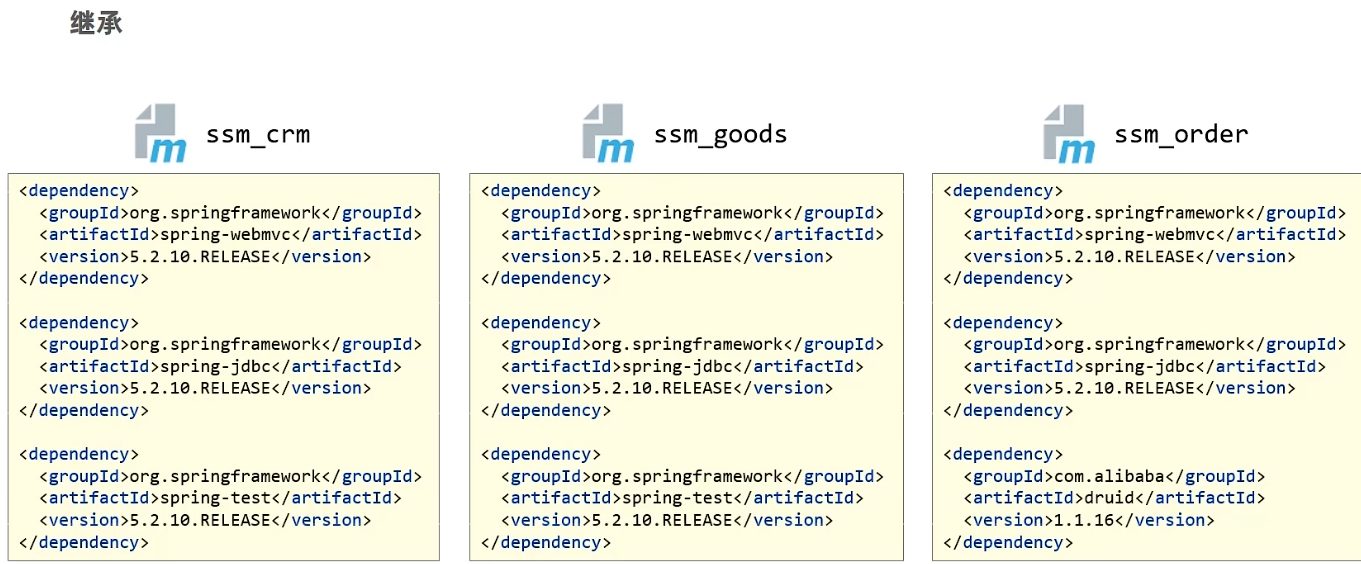 继承
ssm_crm
<dependency>
<groupId>org.springframework</groupId>
<artifactId>spring-webmvc</artifactId>
<version>5.2.10.RELEASE</version>
</dependency>
<dependency>
<groupId>org.springframework</groupId>
<artifactId>spring-jdbc</artifactId>
<version>5.2.10.RELEASE</version>
</dependency>
<dependency>
<groupId>org.springframework</groupId>
<artifactId>spring-test</artifactId>
<version>5.2.10.RELEASE</version>
</dependency>
ssm_goods
<dependency>
<groupId>org.springframework</groupId>
<artifactId>spring-webmvc</artifactId>
<version>5.2.10.RELEASE</version>
</dependency>
<dependency>
<groupId>org.springframework</groupId>
<artifactId>spring-jdbc</artifactId>
<version>5.2.10.RELEASE</version>
</dependency>
<dependency>
<groupId>org.springframework</groupId>
<artifactId>spring-test</artifactId>
<version>5.2.10.RELEASE</version>
</dependency>
ssm_order
<dependency>
<groupId>org.springframework</groupId>
<artifactId>spring-webmvc</artifactId>
<version>5.2.10.RELEASE</version>
</dependency>
<dependency>
<groupId>org.springframework</groupId>
<artifactId>spring-jdbc</artifactId>
<version>5.2.10.RELEASE</version>
</dependency>
<dependency>
<groupId>com.alibaba</groupId>
<artifactId>druid</artifactId>
<version>1.1.16</version>
</dependency>